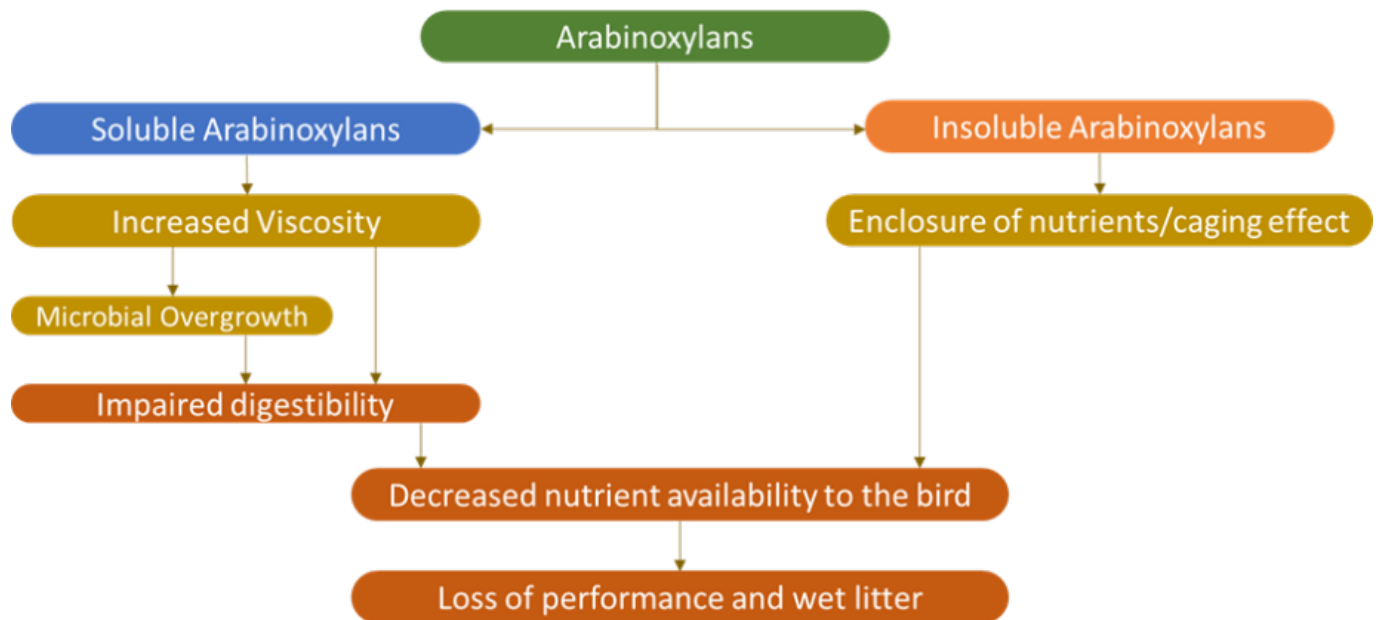 Arabinoxylans
Soluble Arabinoxylans
Insoluble Arabinoxylans
Increased Viscosity
Enclosure of nutrients/caging effect
Microbial Overgrowth
Impaired digestibility
Decreased nutrient availability to the bird
Loss of performance and wet litter